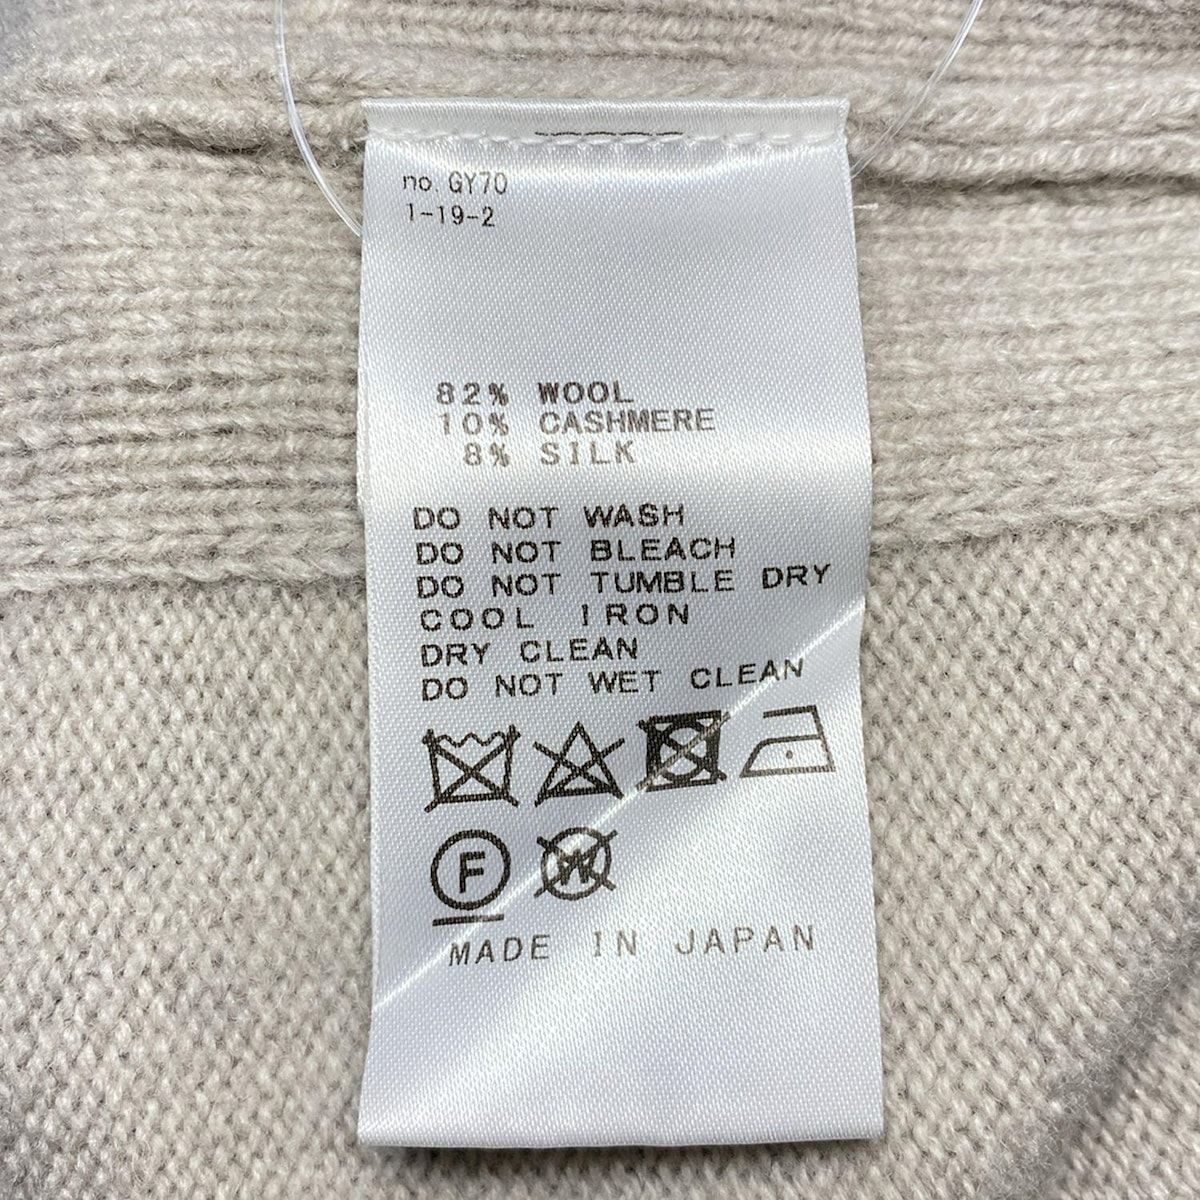 no. GY70
1-19-2
82% WOOL
10% CASHMERE
8% SILK
DO NOT WASH
DO NOT BLEACH
DO NOT TUMBLE DRY
COOL IRON
DRY CLEAN
DO NOT WET CLEAN
F W
MADE IN JAPAN